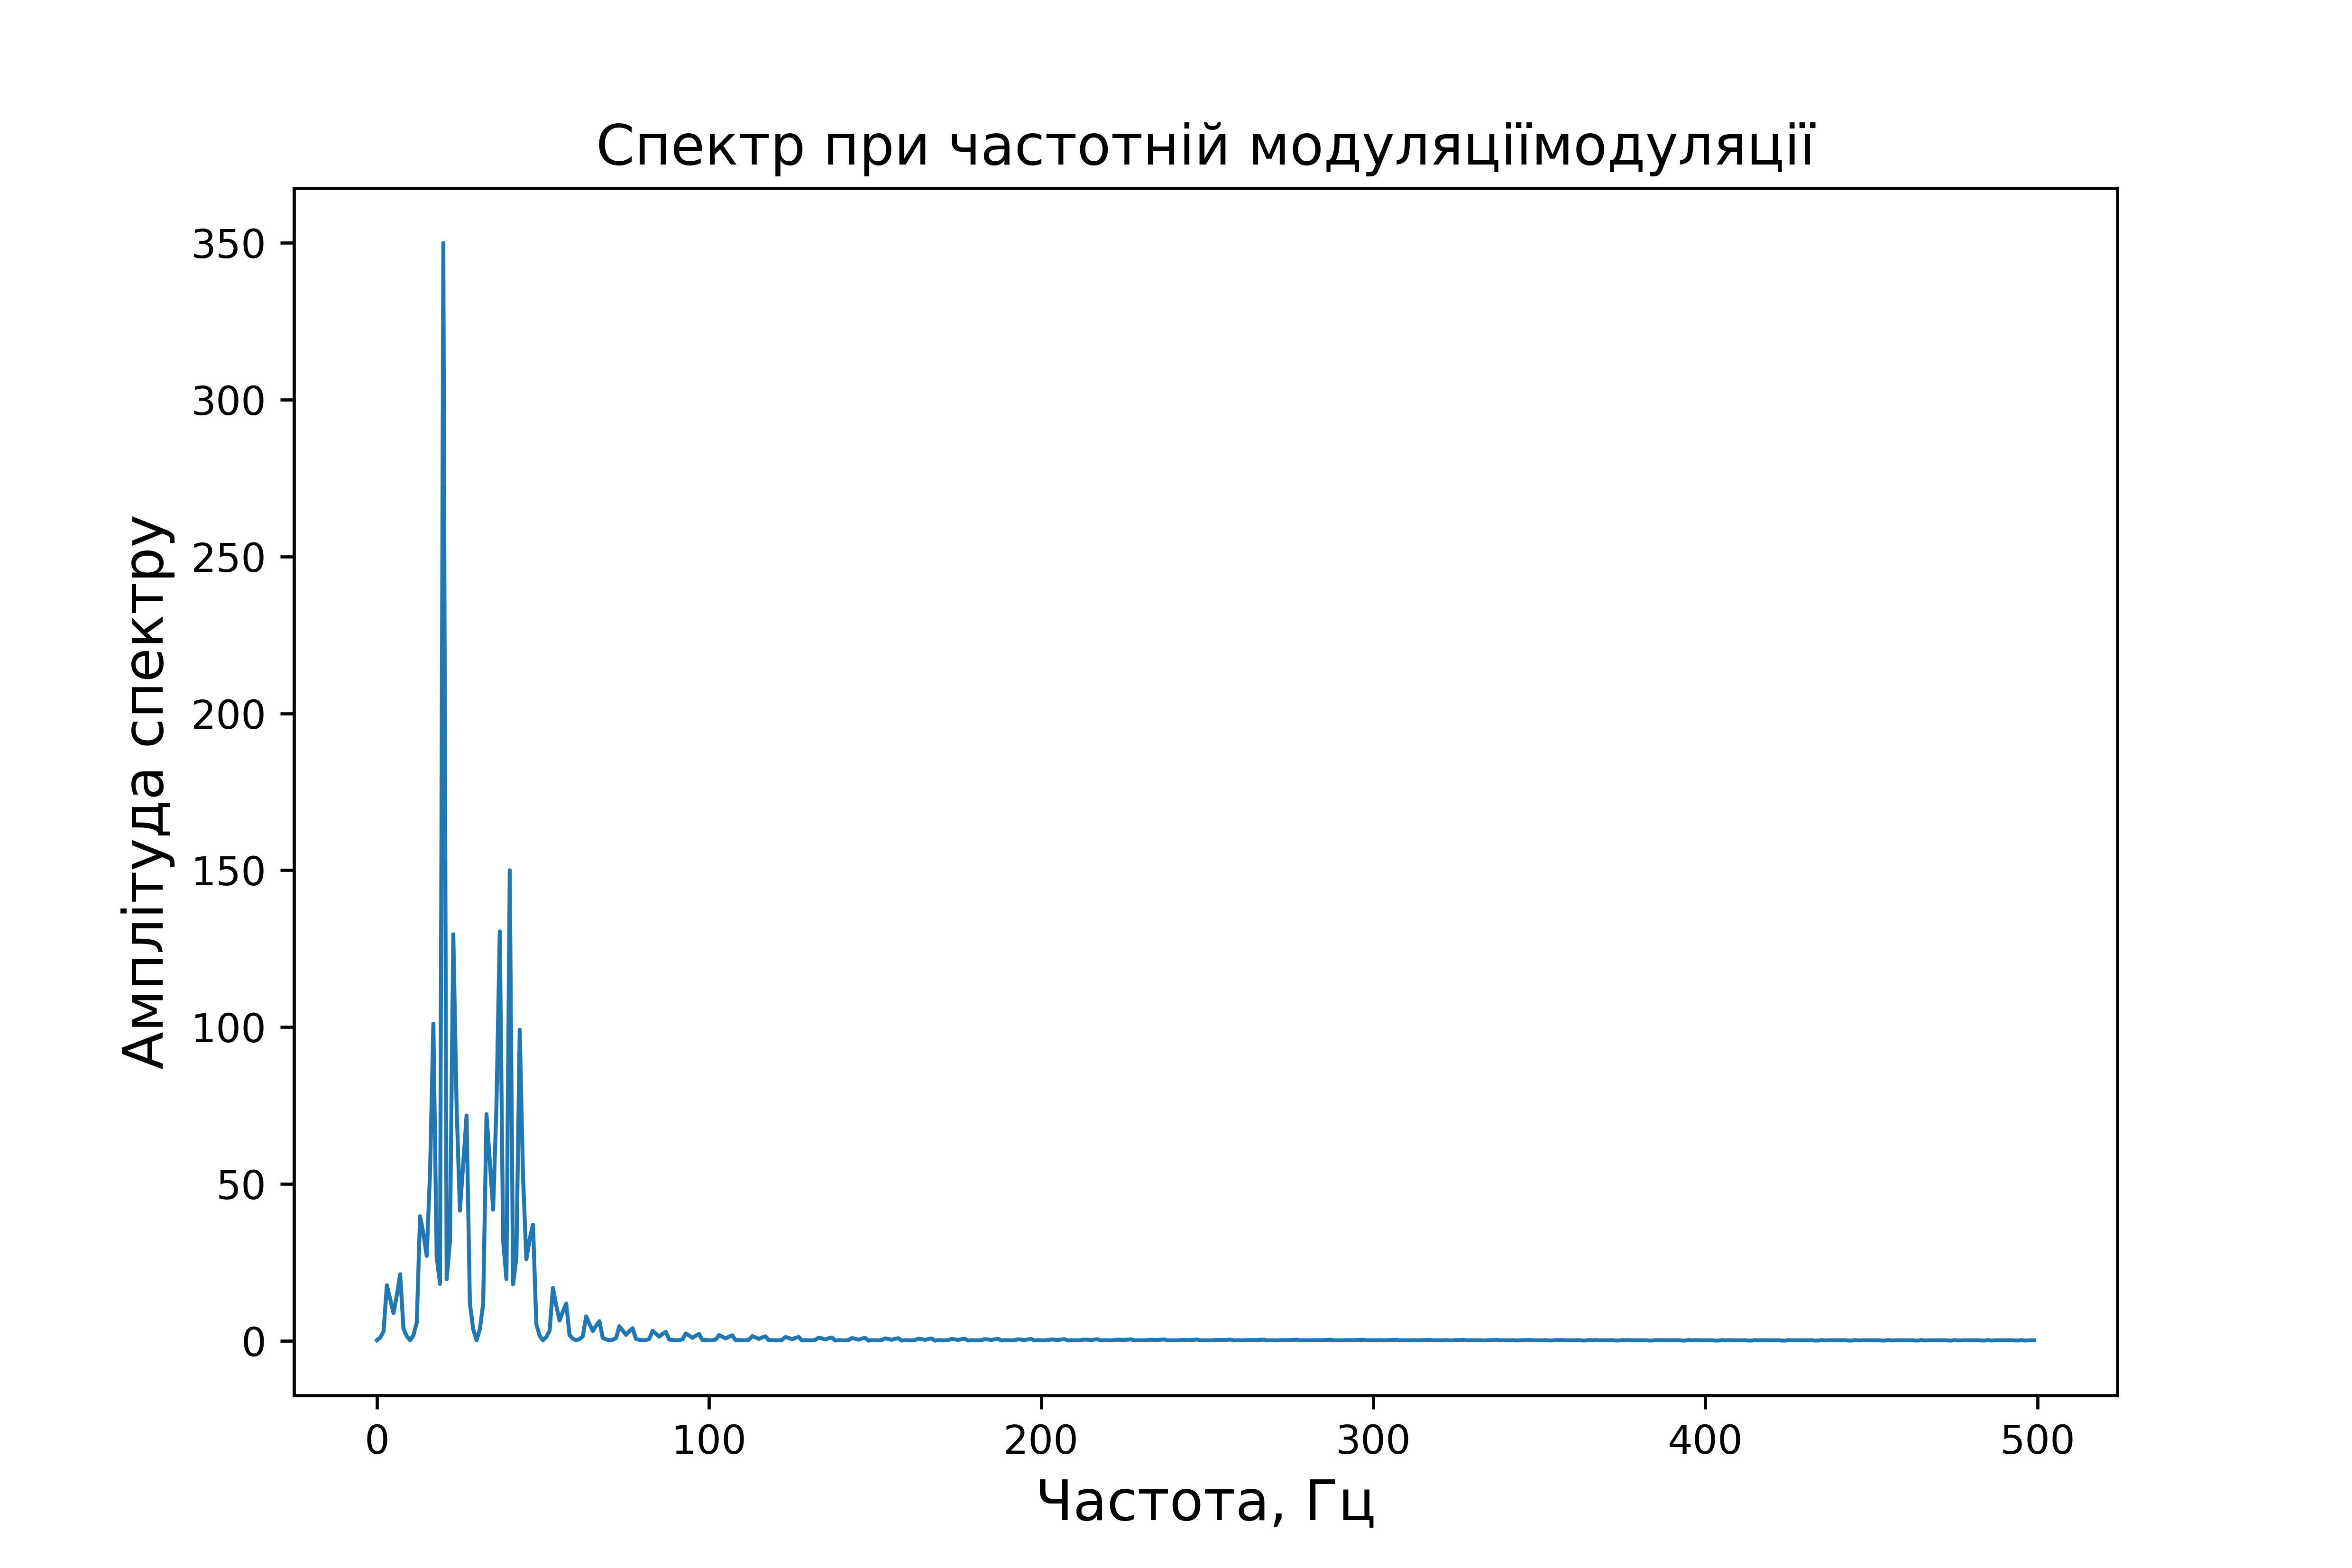 Спектр при частотній модуляціїмодуляції
350
300
250
200
150
100
50
0
Амплітуда спектру
0 100 200 300 400 500
Частота, Гц